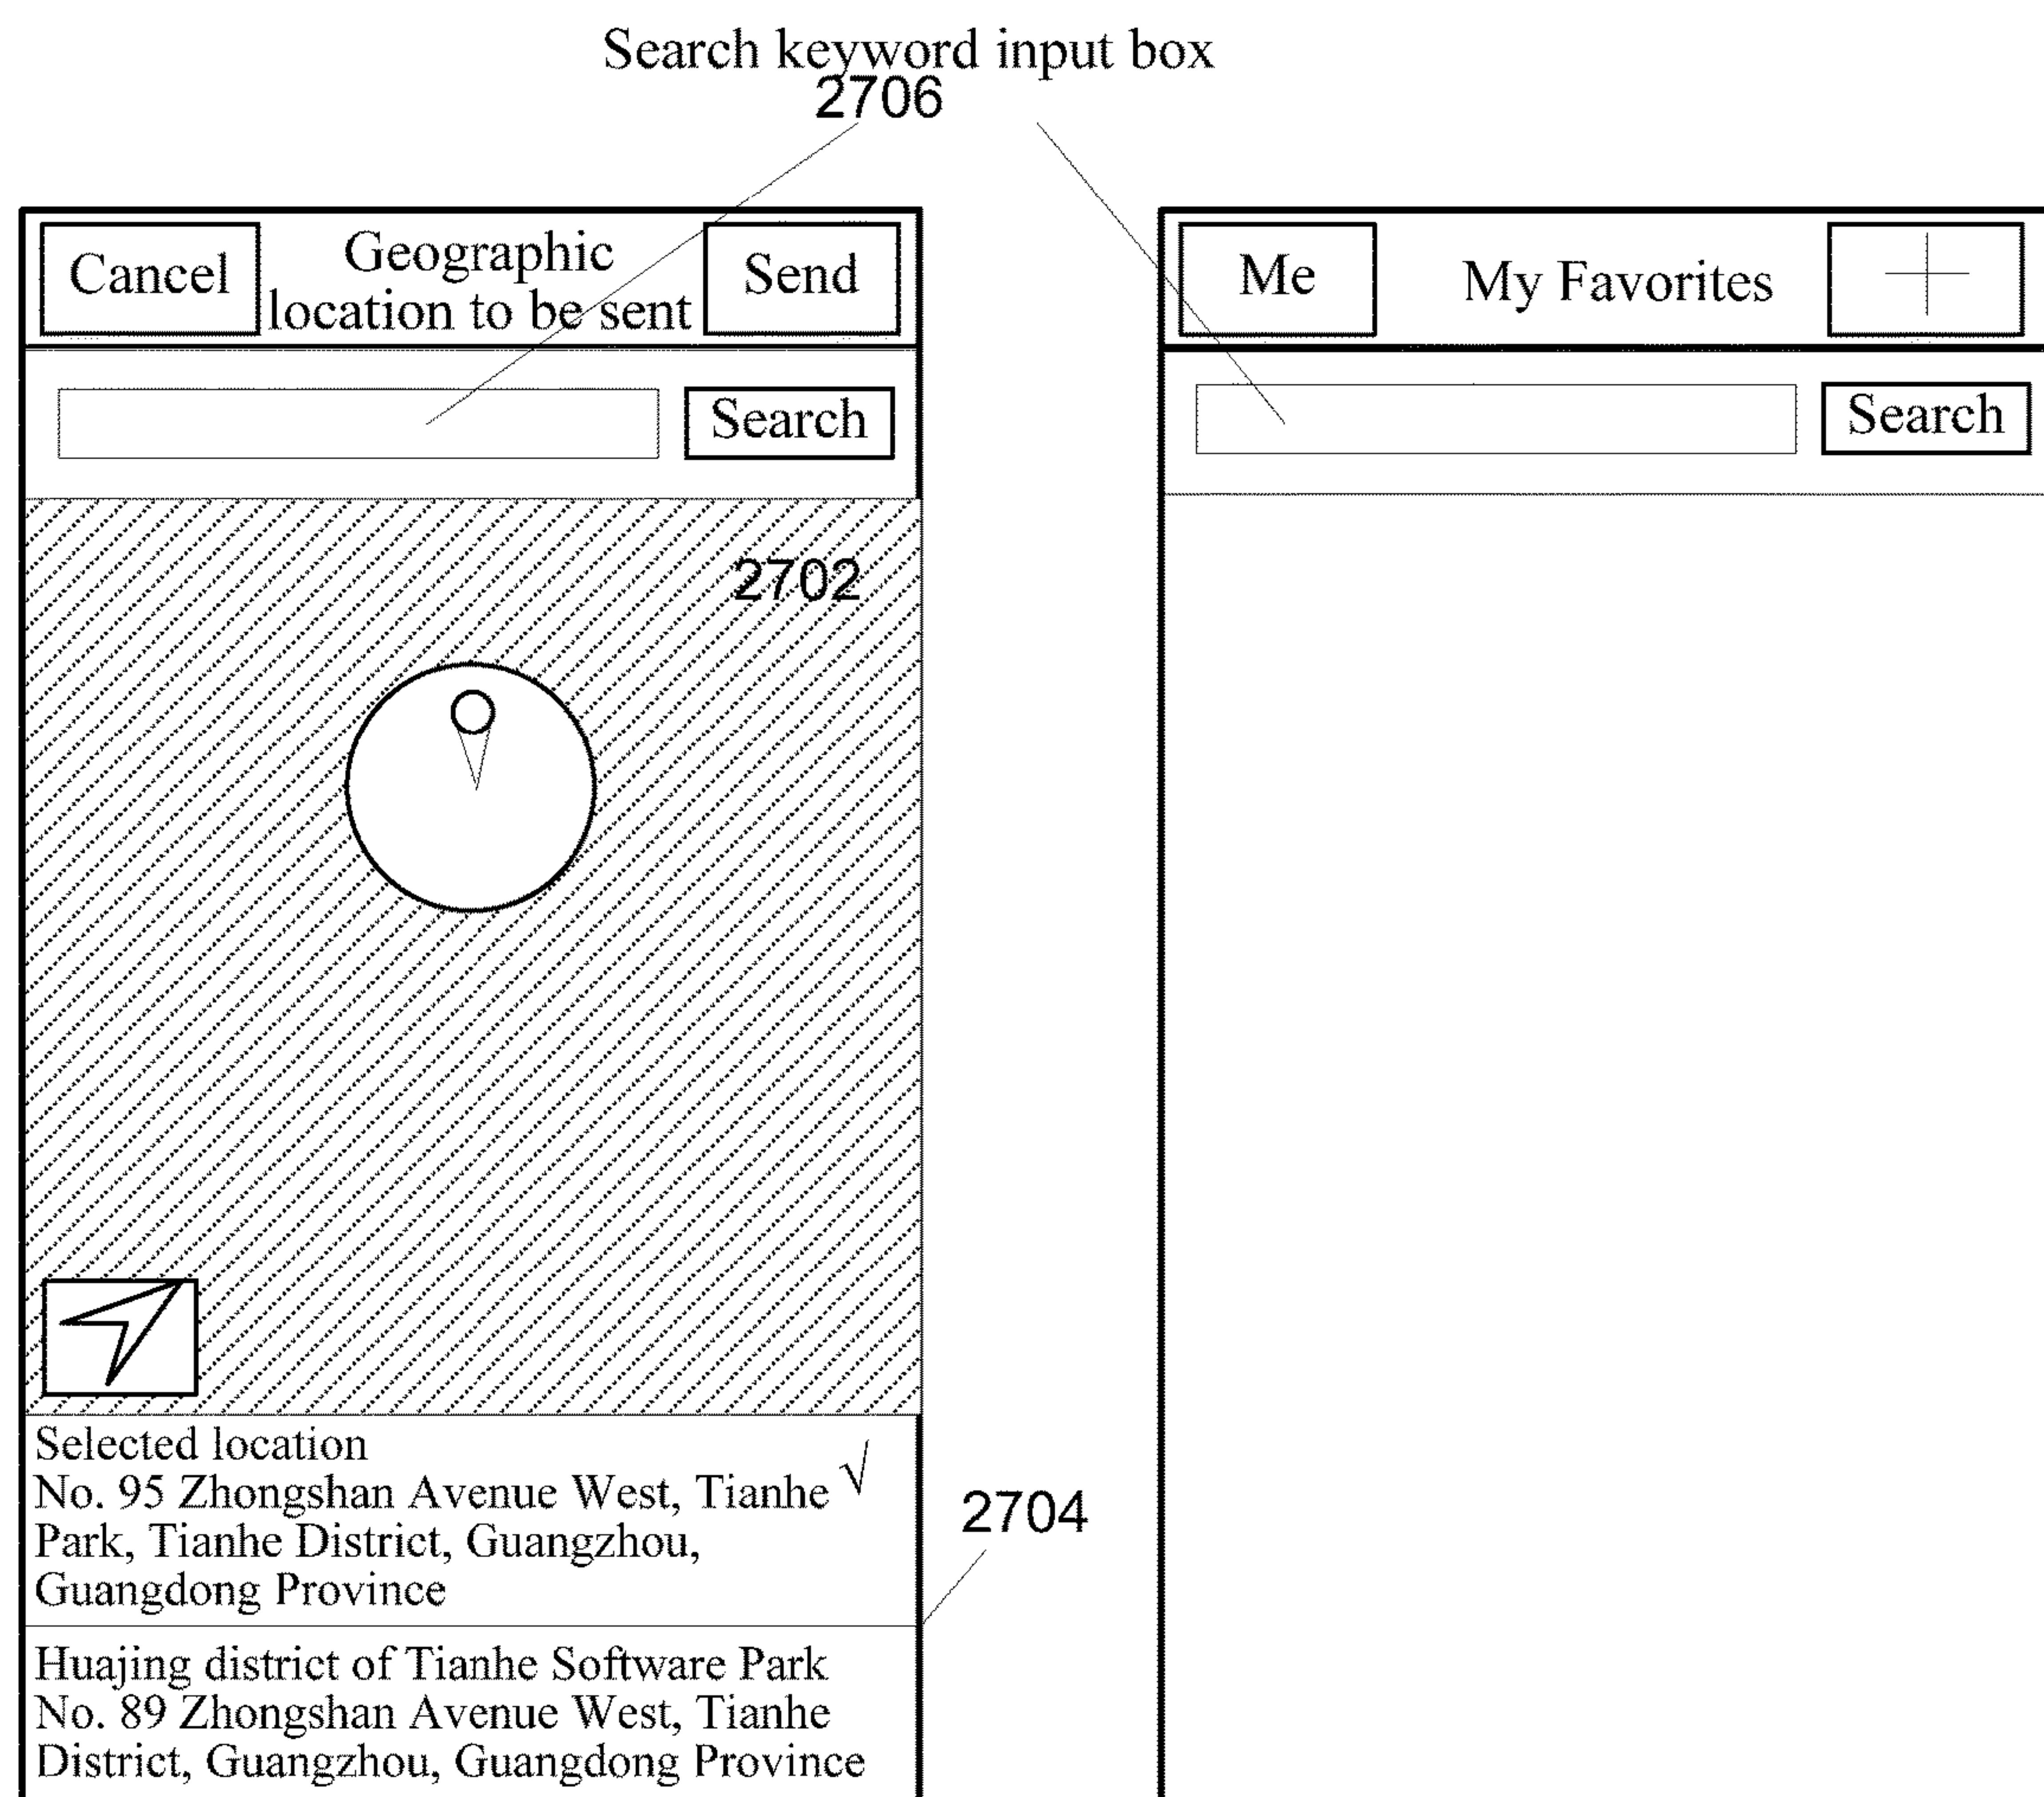 Search keyword input box
2706
Cancel
Geographic
location to be sent
Send
Search
2702
Selected location
No. 95 Zhongshan Avenue West, Tianhe √
Park, Tianhe District, Guangzhou,
Guangdong Province
2704
Huajing district of Tianhe Software Park
No. 89 Zhongshan Avenue West, Tianhe
District, Guangzhou, Guangdong Province
Me
My Favorites
Search